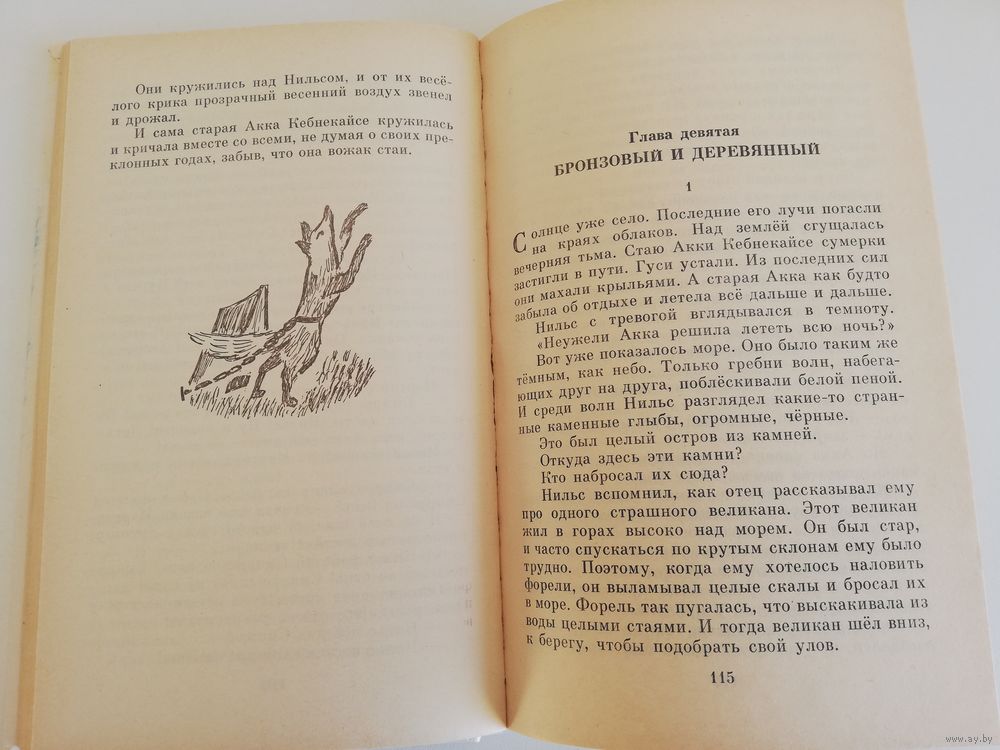 Они кружились над Нильсом, и от их весё-
лого крика прозрачный весенний воздух звенел
и дрожал.
И сама старая Акка Кебнекайсе кружилась
и кричала вместе со всеми, не думая о своих пре-
клонных годах, забыв, что она вожак стаи.
Глава девятая
БРОНЗОВЫЙ И ДЕРЕВЯННЫЙ
1
Солнце уже село. Последние его лучи погасли
на краях облаков. Над землёй сгущалась
вечерняя тьма. Стаю Акки Кебнекайсе сумерки
застигли в пути. Гуси устали. Из последних сил
они махали крыльями. А старая Акка как будто
забыла об отдыхе и летела всё дальше и дальше.
Нильс с тревогой вглядывался в темноту.
«Неужели Акка решила лететь всю ночь?»
Вот уже показалось море. Оно было таким же
тёмным, как небо. Только гребни волн, набега-
ющих друг на друга, поблёскивали белой пеной.
И среди волн Нильс разглядел какие-то стран-
ные каменные глыбы, огромные, чёрные.
Это был целый остров из камней.
Откуда здесь эти камни?
Кто набросал их сюда?
Нильс вспомнил, как отец рассказывал ему
про одного страшного великана. Этот великан
жил в горах высоко над морем. Он был стар,
и часто спускаться по крутым склонам ему было
трудно. Поэтому, когда ему хотелось наловить
форели, он выламывал целые скалы и бросал их
в море. Форель так пугалась, что выскакивала из
воды целыми стаями. И тогда великан шёл вниз,
к берегу, чтобы подобрать свой улов.
115
www.ay.by